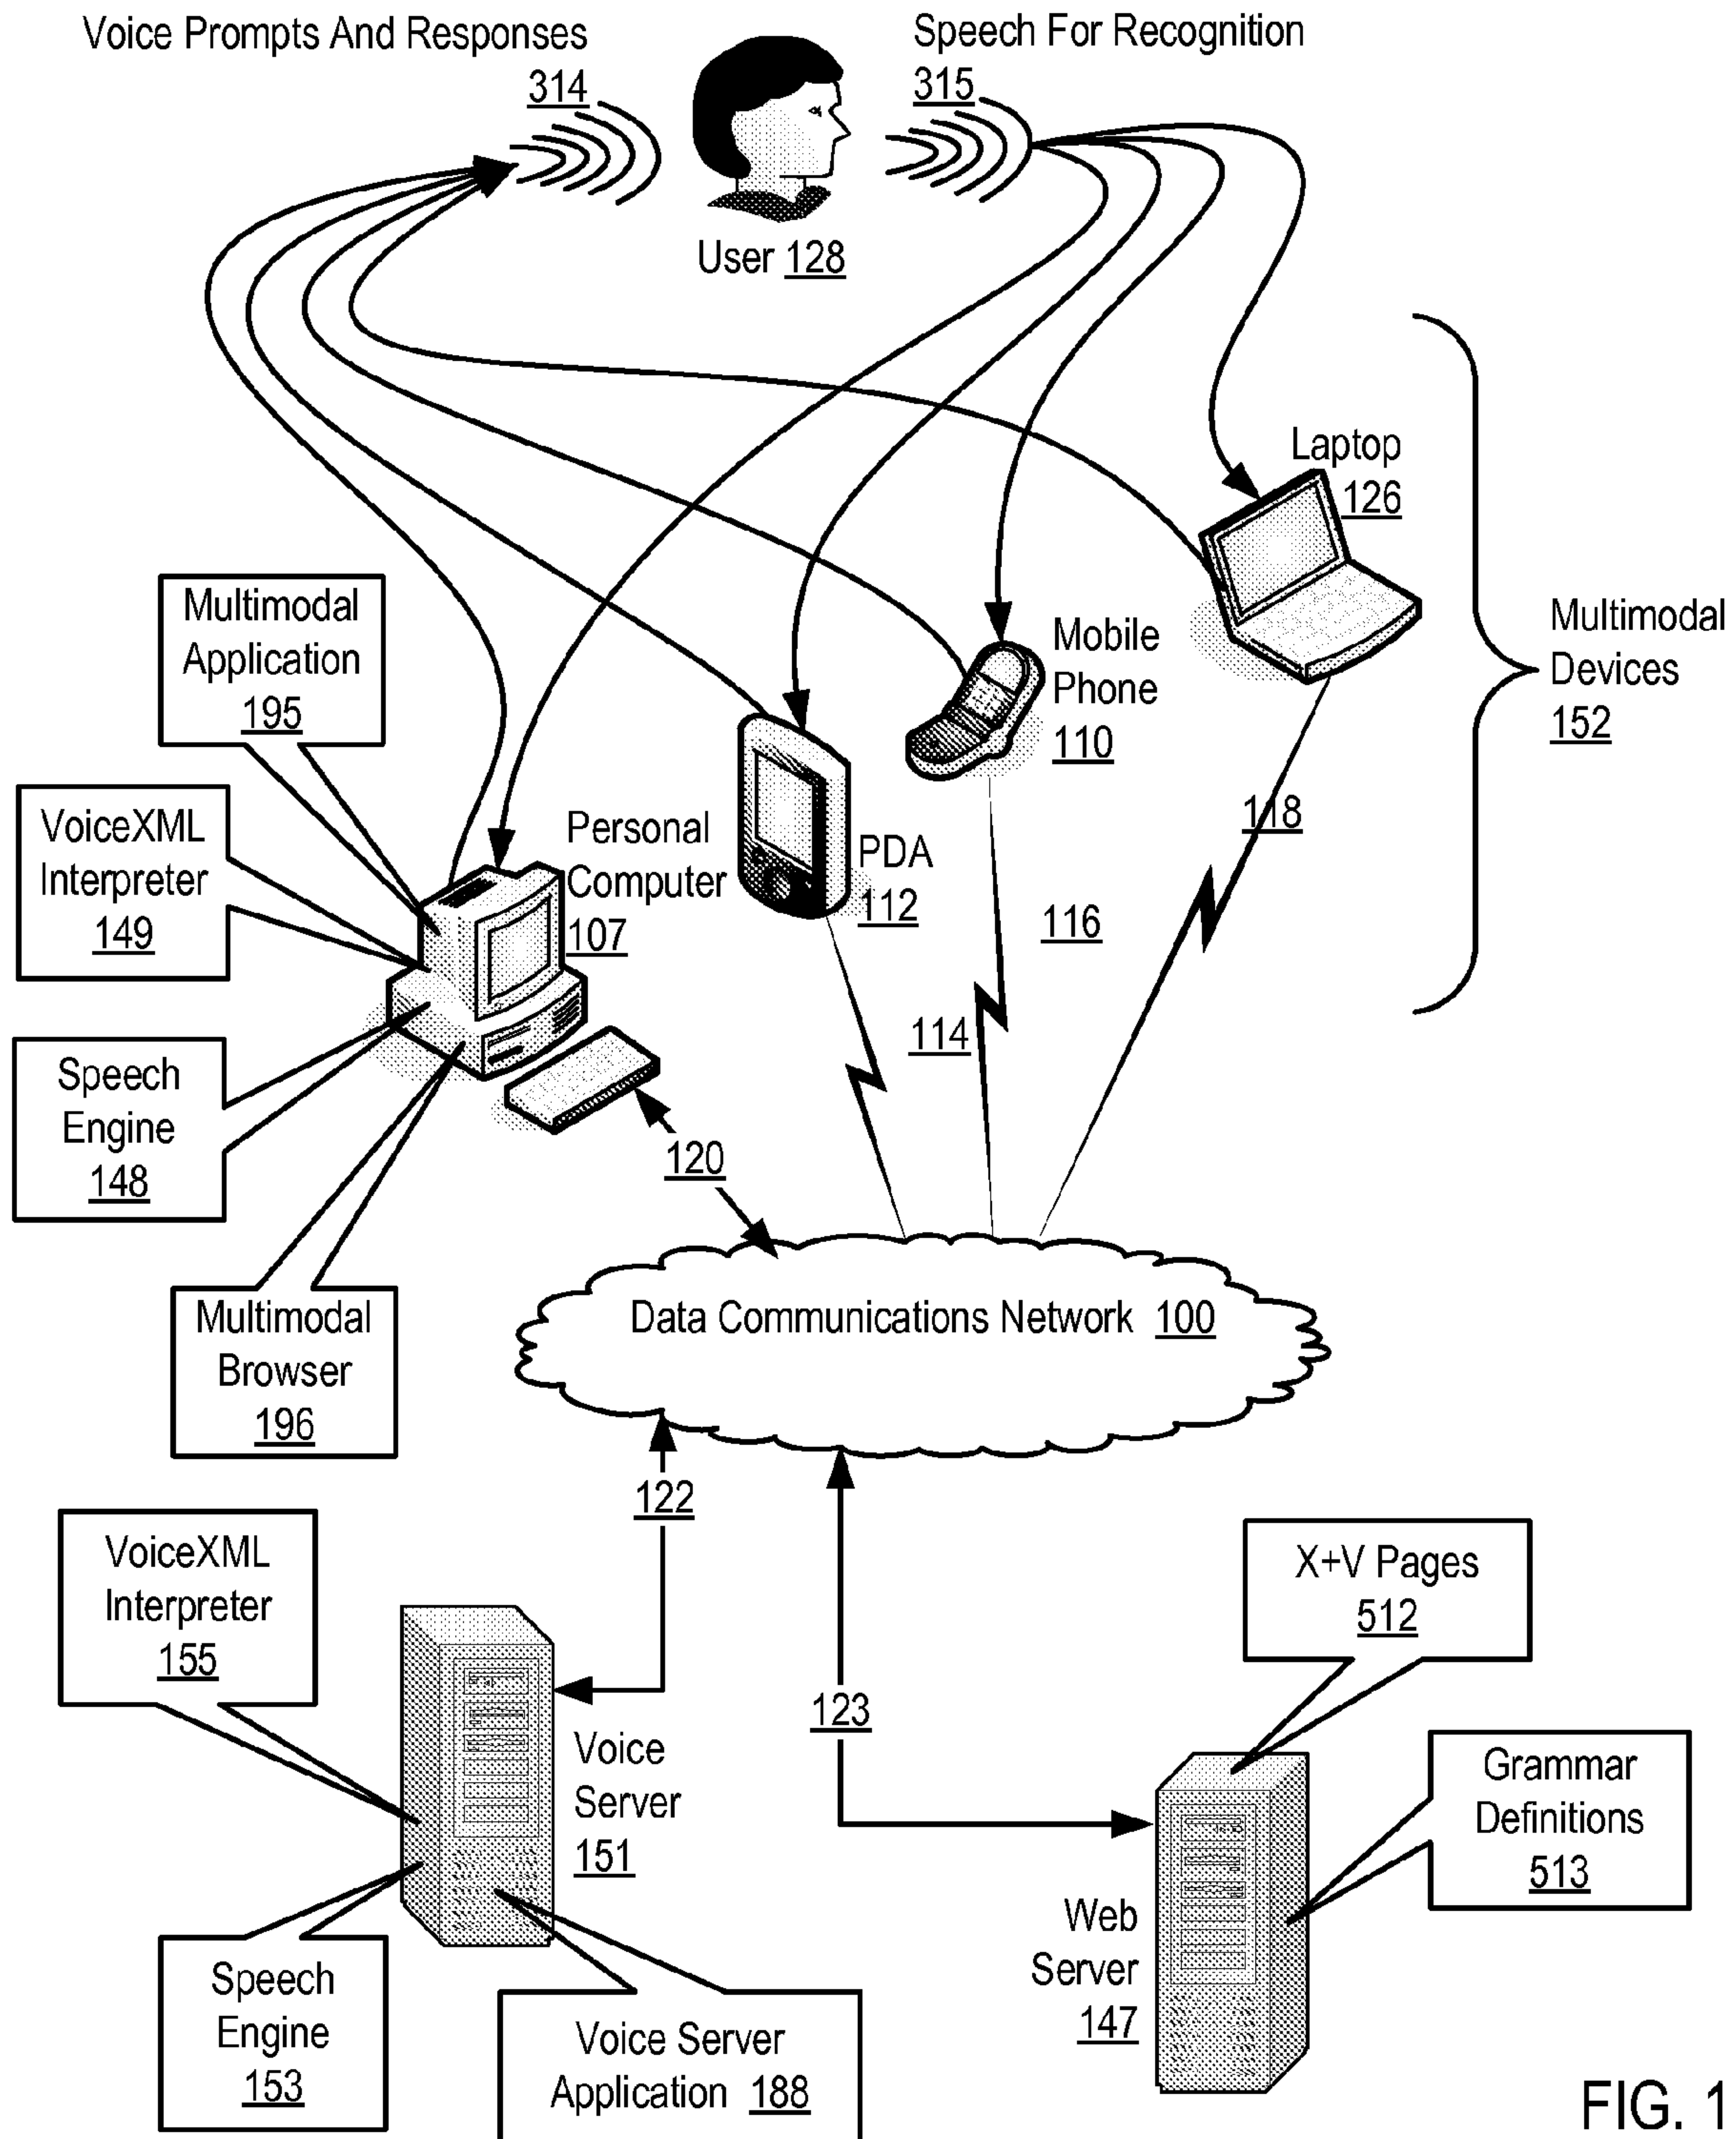 Voice Prompts And Responses
314
Speech For Recognition
315
User 128
Laptop
126
Multimodal
Devices
152
Multimodal
Application
195
Mobile
Phone
110
VoiceXML
Interpreter
149
Personal
Computer
107
PDA
112
118
116
114
Speech
Engine
148
120
Multimodal
Browser
196
Data Communications Network 100
122
VoiceXML
Interpreter
155
X+V Pages
512
123
Voice
Server
151
Grammar
Definitions
513
Web
Server
147
Speech
Engine
153
Voice Server
Application 188
FIG. 1